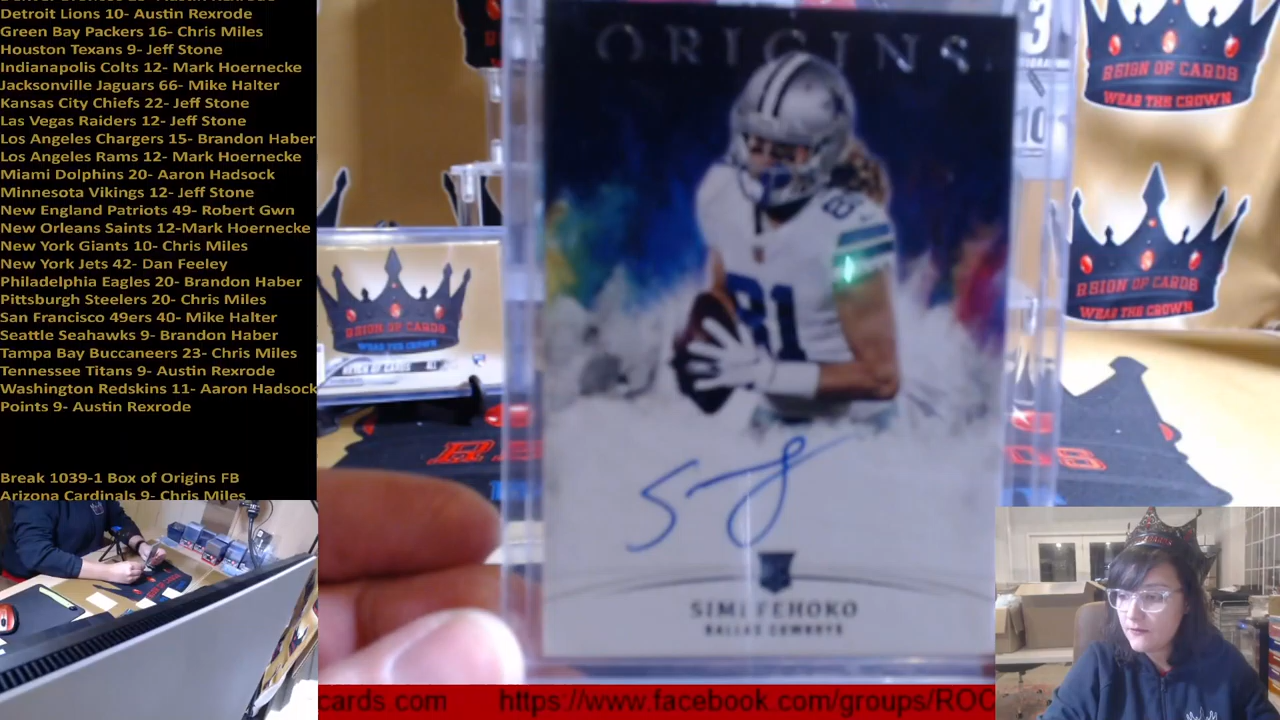 Detroit Lions 10- Austin Rexrode
Green Bay Packers 16- Chris Miles
Houston Texans 9- Jeff Stone
Indianapolis Colts 12- Mark Hoernecke
Jacksonville Jaguars 66- Mike Halter
Kansas City Chiefs 22- Jeff Stone
Las Vegas Raiders 12- Jeff Stone
Los Angeles Chargers 15- Brandon Haber
Los Angeles Rams 12- Mark Hoernecke
Miami Dolphins 20- Aaron Hadsock
Minnesota Vikings 12- Jeff Stone
New England Patriots 49- Robert Gwn
New Orleans Saints 12-Mark Hoernecke
New York Giants 10- Chris Miles
New York Jets 42- Dan Feeley
Philadelphia Eagles 20- Brandon Haber
Pittsburgh Steelers 20- Chris Miles
San Francisco 49ers 40- Mike Halter
Seattle Seahawks 9- Brandon Haber
Tampa Bay Buccaneers 23- Chris Miles
Tennessee Titans 9- Austin Rexrode
Washington Redskins 11- Aaron Hadsock
Points 9- Austin Rexrode
Break 1039-1 Box of Origins FB
Arizona Cardinals 9- Chris Miles
ORIGINS
81
81
SIMI FEHOKO
DALLAS COWBOYS
REIGN OF CARDS
WEAR THE CROWN
REIGN OF CARDS
WEAR THE CROWN
REIGN OF CARDS
WEAR THE CROWN
REIGN OF CARDS
3
10
cards.com https://www.facebook.com/groups/ROC